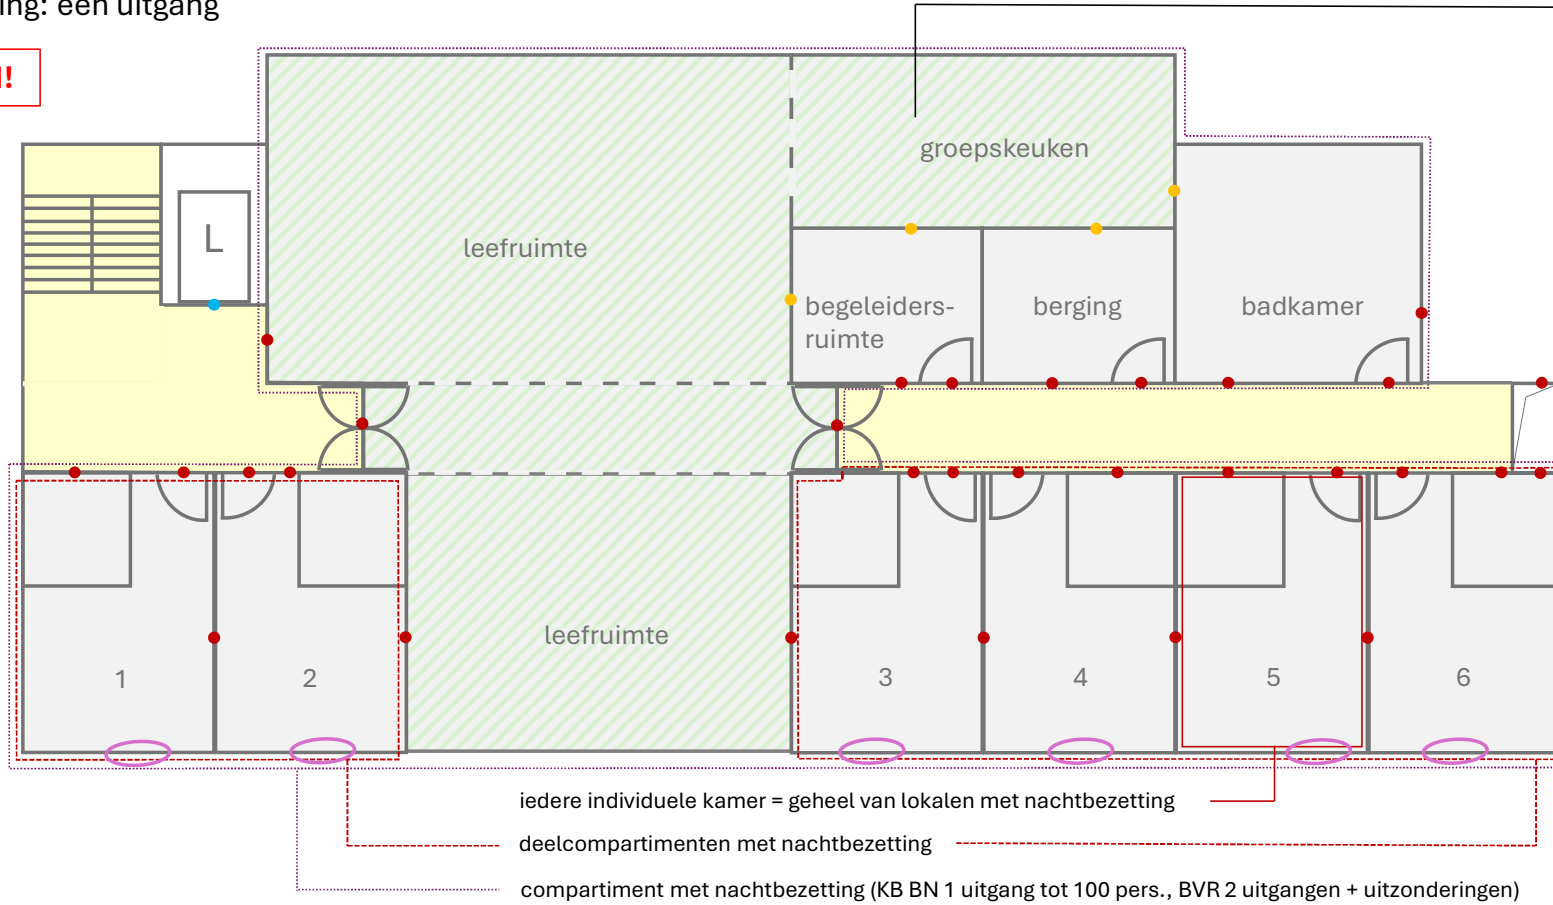 ing: een uitgang
!
groepskeuken
L
leefruimte
begeleiders-
ruimte
berging
badkamer
leefruimte
1
2
3
4
5
6
iedere individuele kamer = geheel van lokalen met nachtbezetting
deelcompartimenten met nachtbezetting
compartiment met nachtbezetting (KB BN 1 uitgang tot 100 pers., BVR 2 uitgangen + uitzonderingen)